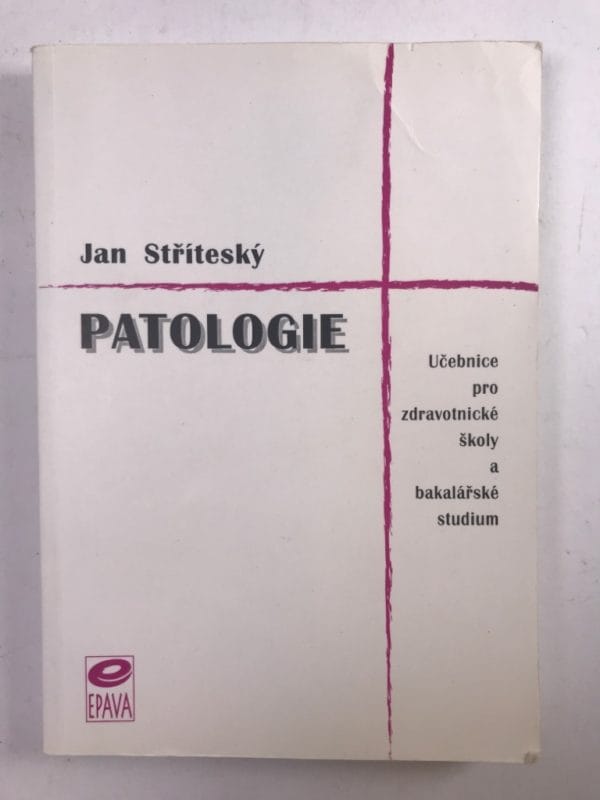 Jan Stříteský
PATOLOGIE
Učebnice
pro
zdravotnické
školy
a
bakalářské
studium
e
EPAVA